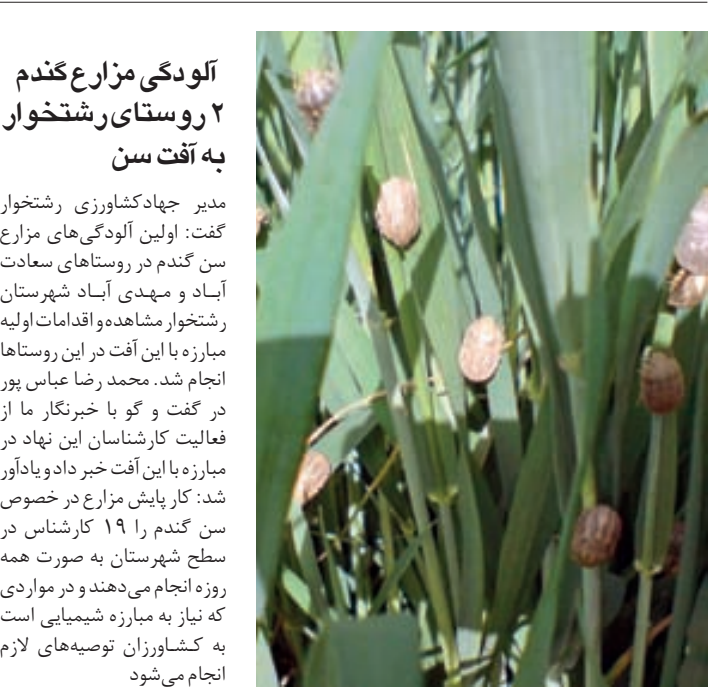 آلودگی مزارع گندم
۲ روستای رشتخوار
به آفت سن
مدیر جهادکشاورزی رشتخوار
گفت: اولین آلودگی‌های مزارع
سن گندم در روستاهای سعادت
آبــاد و مـهـدی آبــاد شهرستان
رشتخوار مشاهده و اقدامات اولیه
مبارزه با این آفت در این روستاها
انجام شد. محمد رضا عباس پور
در گفت و گو با خبرنگار ما از
فعالیت کارشناسان این نهاد در
مبارزه با این آفت خبر داد و یادآور
شد: کار پایش مزارع در خصوص
سن گندم را ۱۹ کارشناس در
سطح شهرستان به صورت همه
روزه انجام می‌دهند و در مواردی
که نیاز به مبارزه شیمیایی است
به کـشـاورزان توصیه‌های لازم
انجام می‌شود